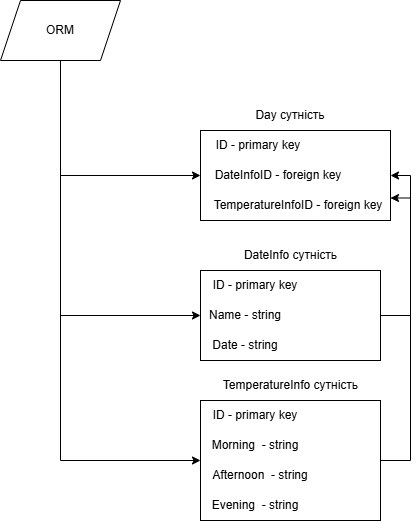 ORM
Day сутність
ID - primary key
DateInfoID - foreign key
TemperatureInfoID - foreign key
DateInfo сутність
ID - primary key
Name - string
Date - string
TemperatureInfo сутність
ID - primary key
Morning - string
Afternoon - string
Evening - string